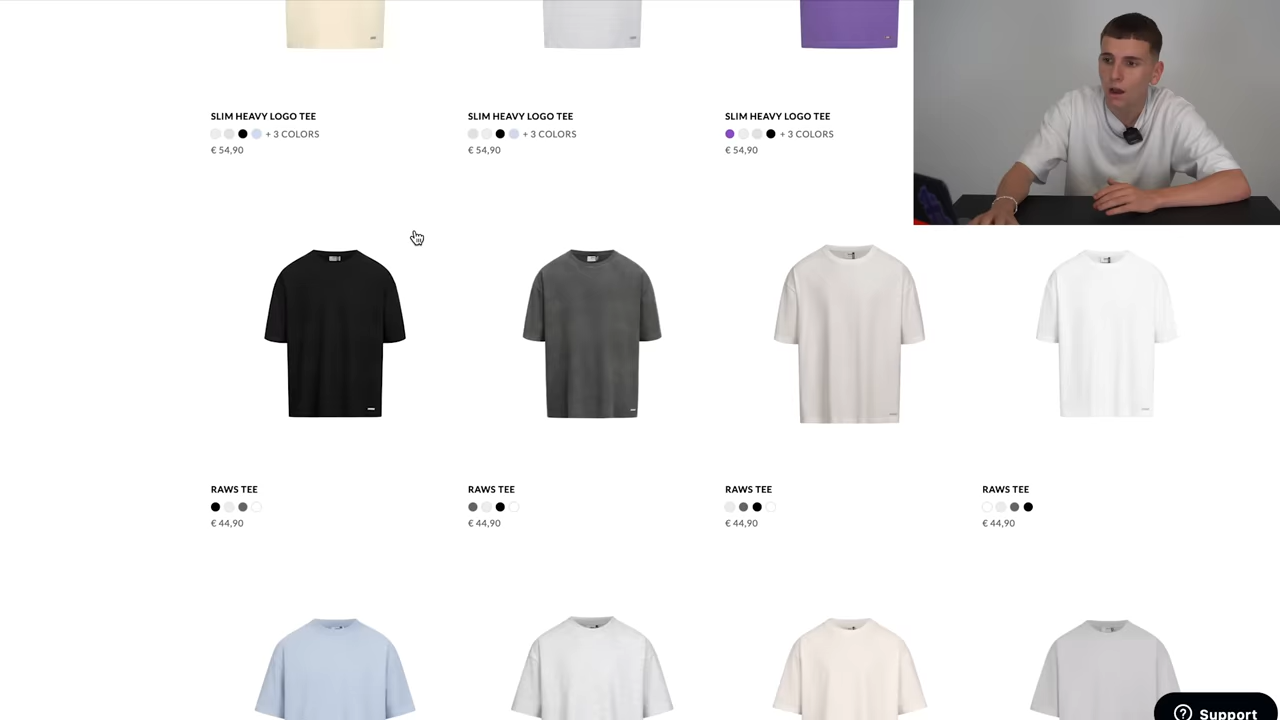 SLIM HEAVY LOGO TEE
+ 3 COLORS
€ 54,90
SLIM HEAVY LOGO TEE
+ 3 COLORS
€ 54,90
SLIM HEAVY LOGO TEE
+ 3 COLORS
€ 54,90
RAWS TEE
€ 44,90
RAWS TEE
€ 44,90
RAWS TEE
€ 44,90
RAWS TEE
€ 44,90
Support